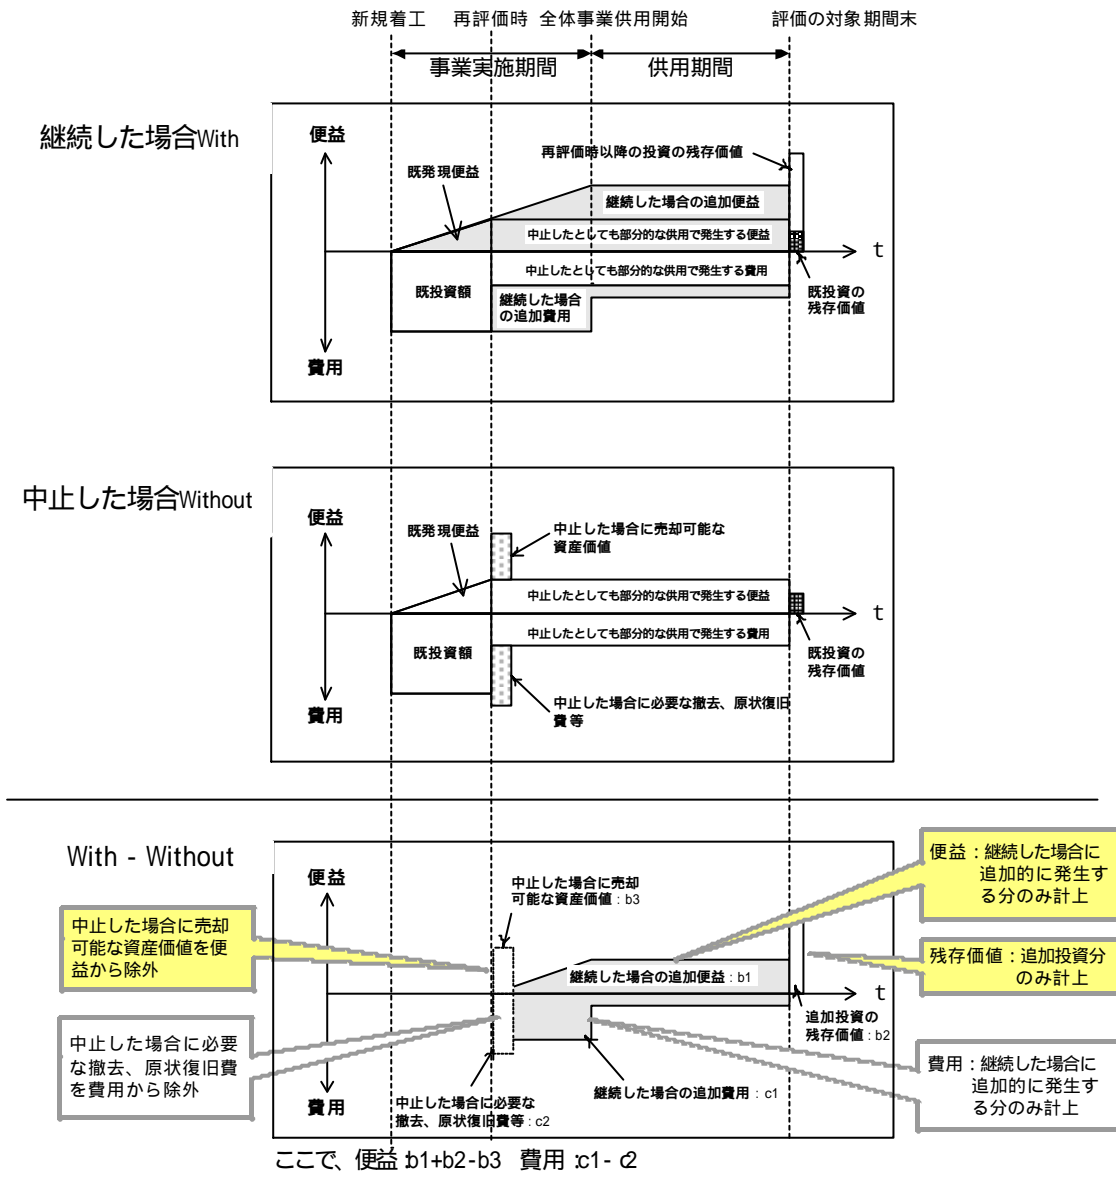 新規着工 再評価時 全体事業供用開始 評価の対象期間末
事業実施期間 供用期間
継続した場合With
便益
既発現便益
再評価時以降の投資の残存価値
継続した場合の追加便益
中止したとしても部分的な供用で発生する便益
t
中止したとしても部分的な供用で発生する費用
既投資額
継続した場合
の追加費用
既投資の
残存価値
費用
中止した場合Without
便益
既発現便益
中止した場合に売却可能な
資産価値
中止したとしても部分的な供用で発生する便益
t
中止したとしても部分的な供用で発生する費用
既投資額
既投資の
残存価値
中止した場合に必要な撤去、原状復旧
費等
費用
With - Without
便益
中止した場合に売却
可能な資産価値：b3
便益：継続した場合に
追加的に発生す
る分のみ計上
中止した場合に売却
可能な資産価値を便
益から除外
残存価値：追加投資分
のみ計上
継続した場合の追加便益：b1
t
追加投資の
残存価値：b2
中止した場合に必要
な撤去、原状復旧費
を費用から除外
費用：継続した場合に
追加的に発生す
る分のみ計上
継続した場合の追加費用：c1
中止した場合に必要な
撤去、原状復旧費等：c2
費用
ここで、便益:b1+b2-b3 費用:c1-c2